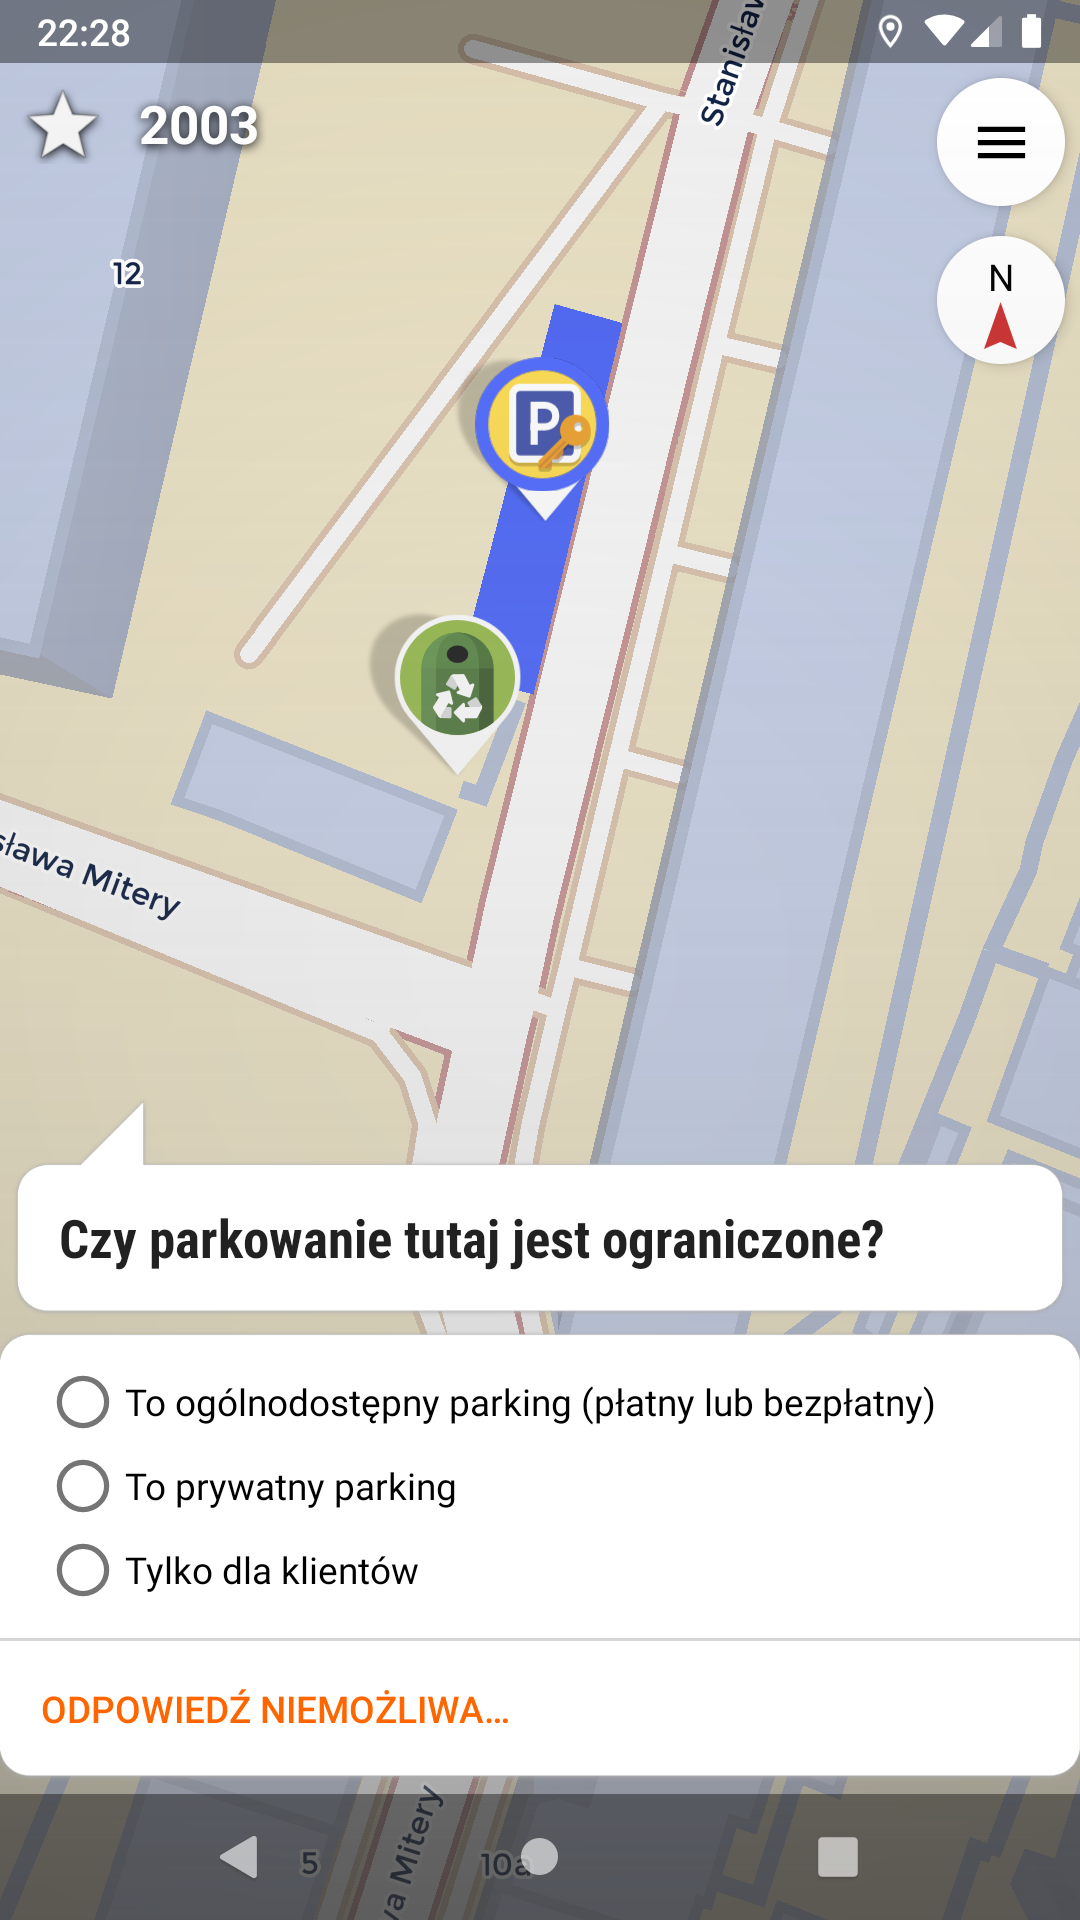 22:28
Stanisław
2003
N
12
P
sława Mitery
Czy parkowanie tutaj jest ograniczone?
To ogólnodostępny parking (płatny lub bezpłatny)
To prywatny parking
Tylko dla klientów
ODPOWIEDŹ NIEMOŻLIWA…
5
wa Mitery
10a